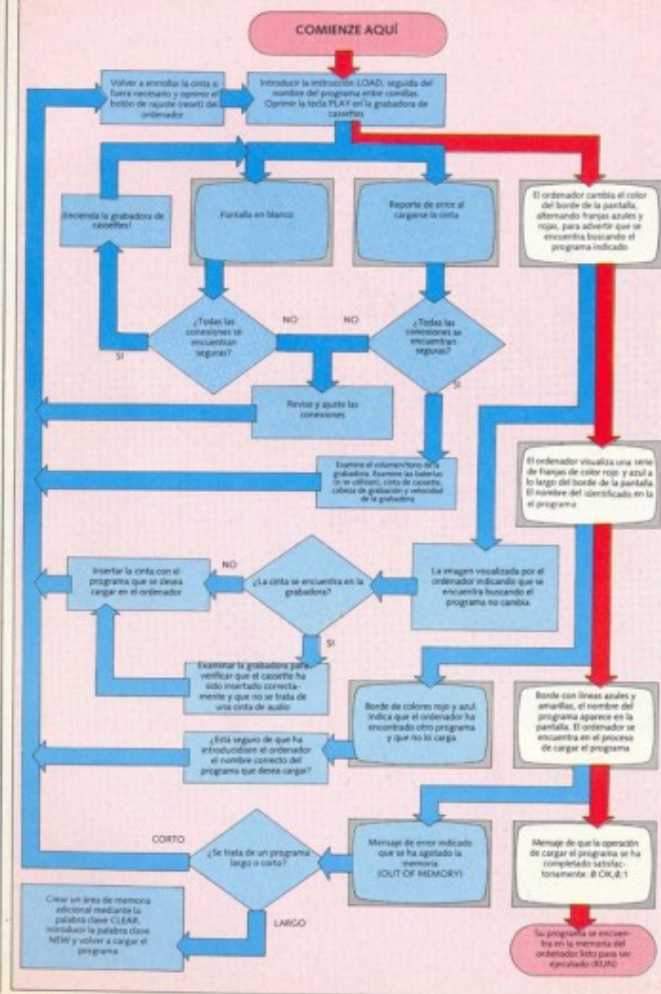 COMIENZE AQUÍ
Volver a enrollar la cinta si
fuera necesario y oprimir el
botón de rajuste (reset) del
ordenador
Introducir la instrucción LOAD, seguida del
nombre del programa entre comillas.
Oprimir la tecla PLAY en la grabadora de
cassettes
¡Encienda la grabadora de
cassettes!
Pantalla en blanco
Reporte de error al
cargarse la cinta
El ordenador cambia el color
del borde de la pantalla,
alternando franjas azules y
rojas, para advertir que se
encuentra buscando el
programa indicado
¿Todas las
conexiones se
encuentran
seguras?
NO
NO
¿Todas las
conexiones se
encuentran
seguras?
SI
SI
Revise y ajuste las
conexiones
Examine el volumen/tono de la
grabadora. Examine las baterías
(si se utilizan), cinta de cassette,
cabeza de grabación y velocidad
de la grabadora
El ordenador visualiza una serie
de franjas de color rojo y azul a
lo largo del borde de la pantalla.
El nombre del identificado en la
el programa
Insertar la cinta con el
programa que se desea
cargar en el ordenador
NO
¿La cinta se encuentra en la
grabadora?
La imagen visualizada por el
ordenador indicando que se
encuentra buscando el
programa no cambia
SI
Examinar la grabadora para
verificar que el cassette ha
sido insertado correcta-
mente y que no se trata de
una cinta de audio
Borde de colores rojo y azul.
Indica que el ordenador ha
encontrado otro programa
y que no lo carga
Borde con líneas azules y
amarillas, el nombre del
programa aparece en la
pantalla. El ordenador se
encuentra en el proceso de
cargar el programa
¿Está seguro de que ha
introducidoen el ordenador
el nombre correcto del
programa que desea cargar?
CORTO
¿Se trata de un programa
largo o corto?
Mensaje de error indicado
que se ha agotado la
memoria
(OUT OF MEMORY)
Mensaje de que la operación
de cargar el programa se ha
completado satisfac-
toriamente: 0 OK,0:1
LARGO
Crear un área de memoria
adicional mediante la
palabra clave CLEAR.
Introducir la palabra clave
NEW y volver a cargar el
programa
Su programa se encuen-
tra en la memoria del
ordenador listo para ser
ejecutado (RUN)